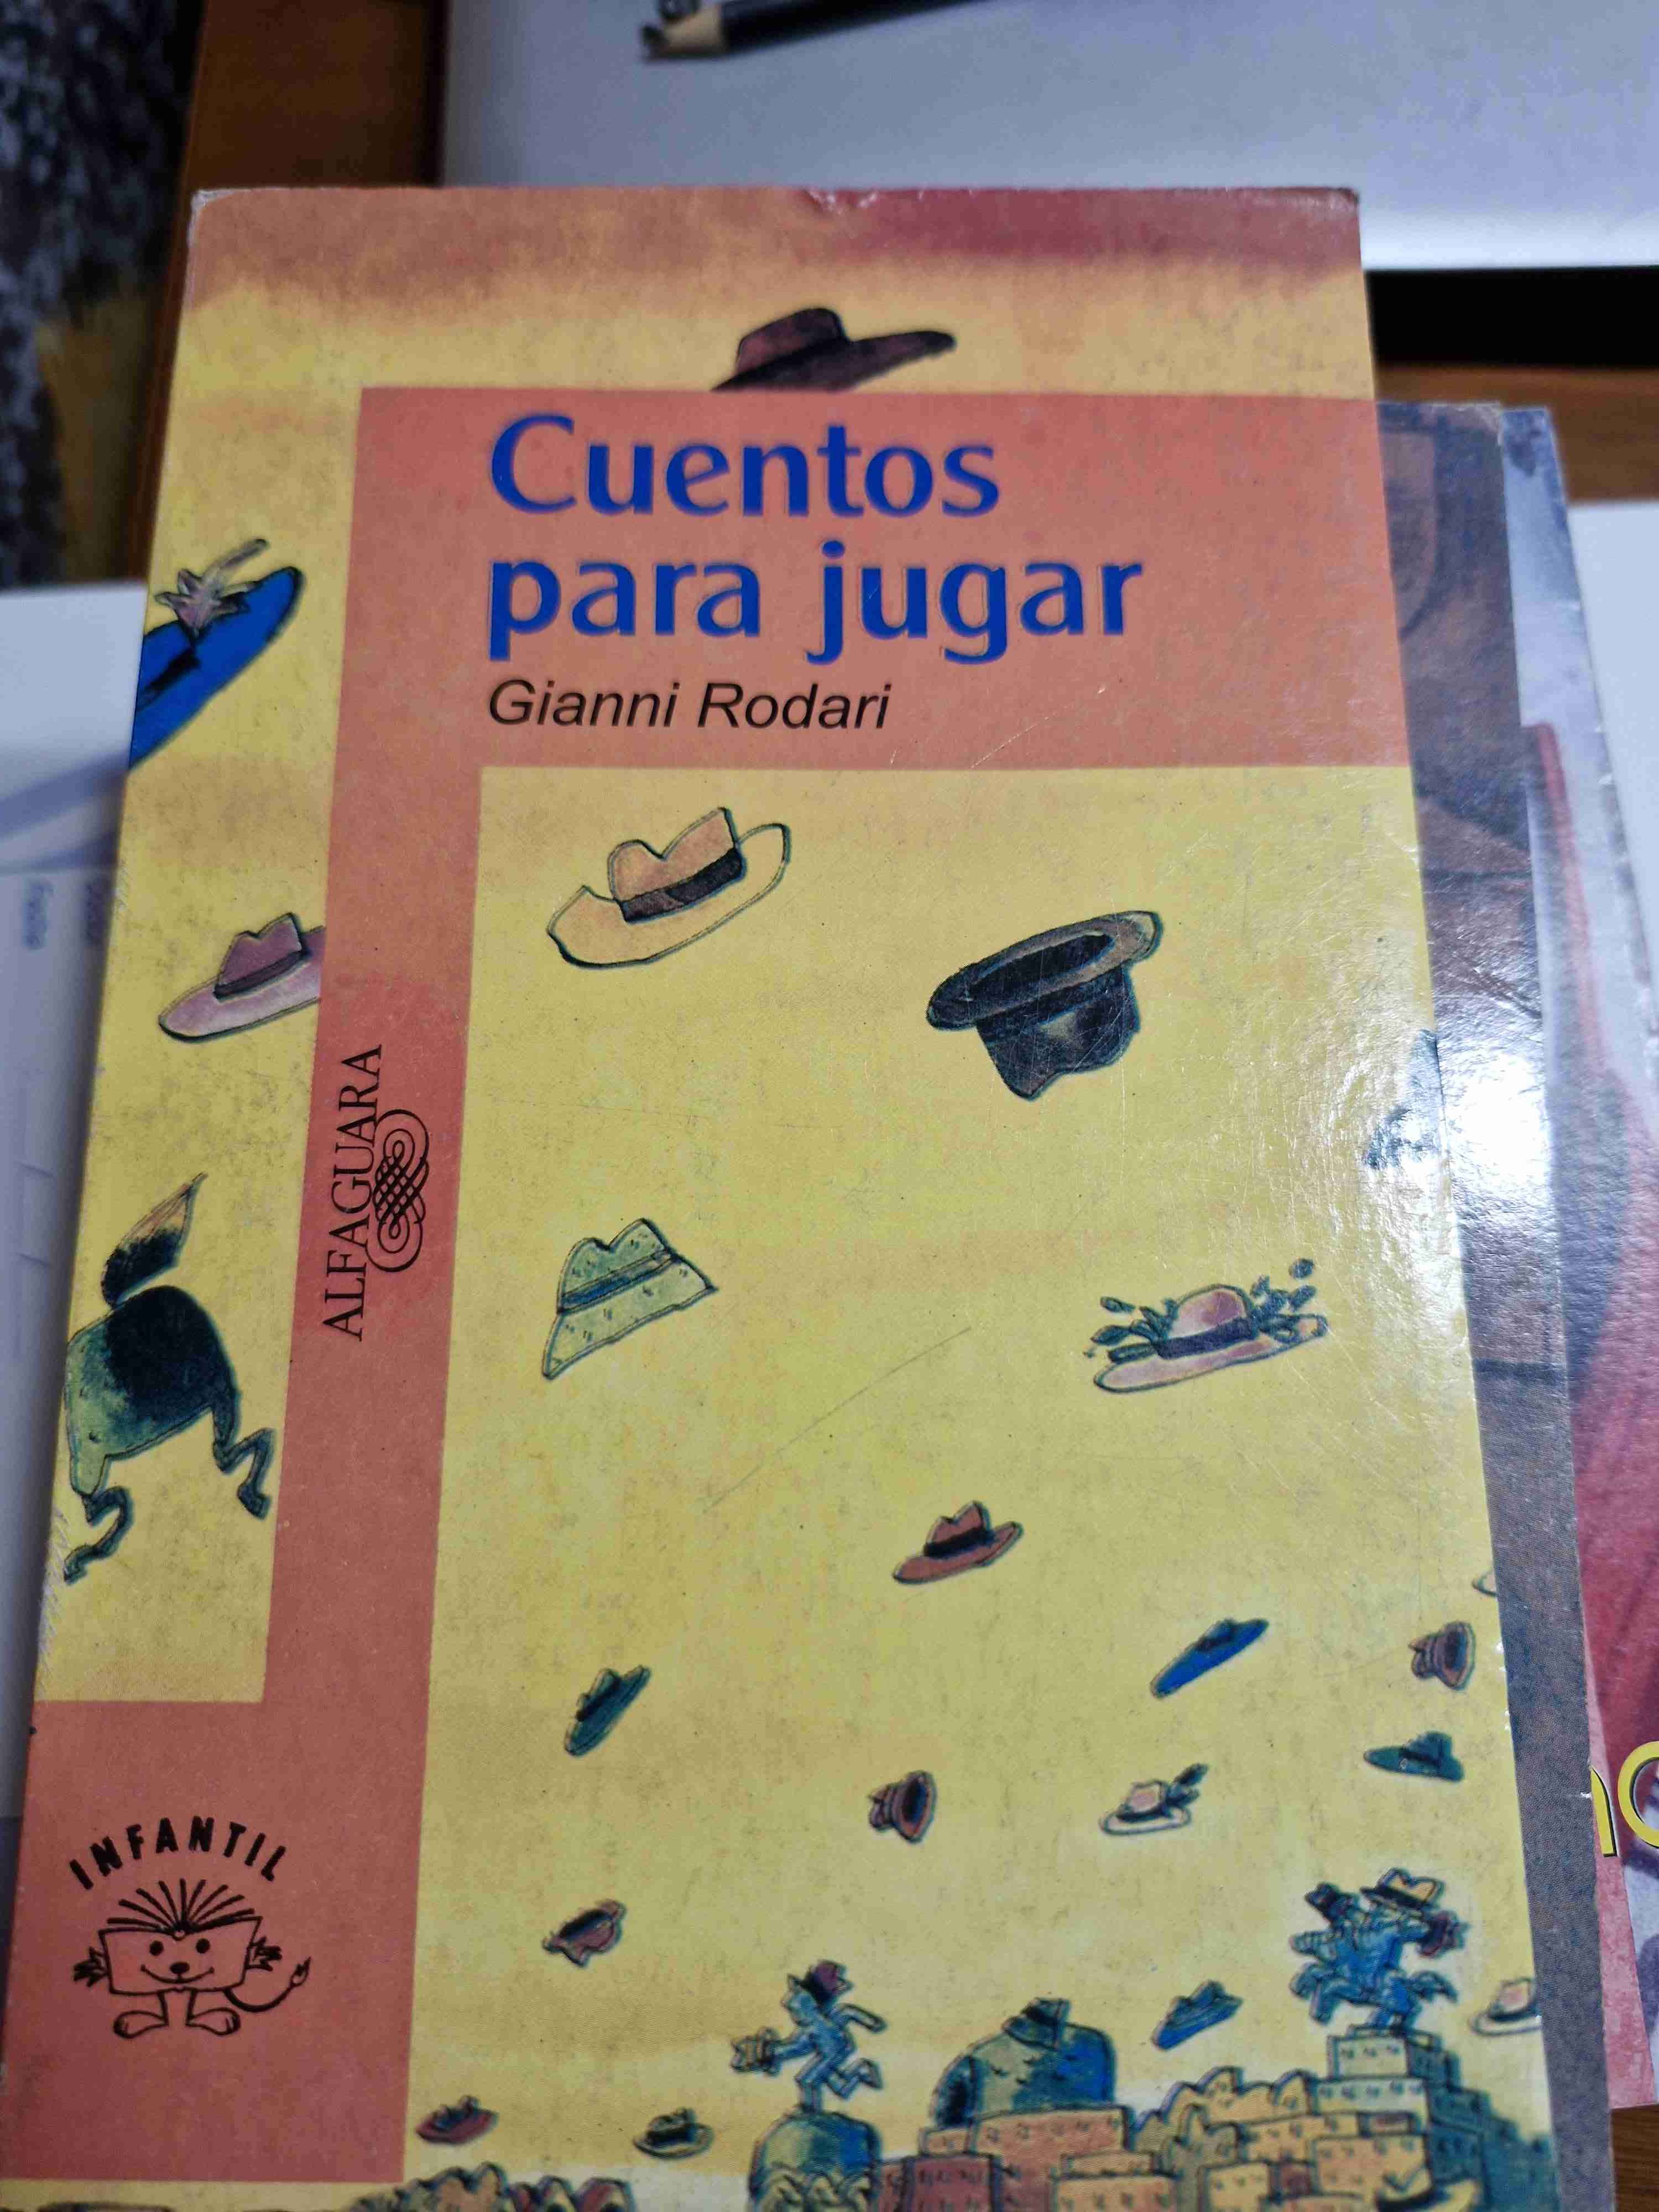 Cuentos
para jugar
Gianni Rodari
ALFAGUARA
INFANTIL